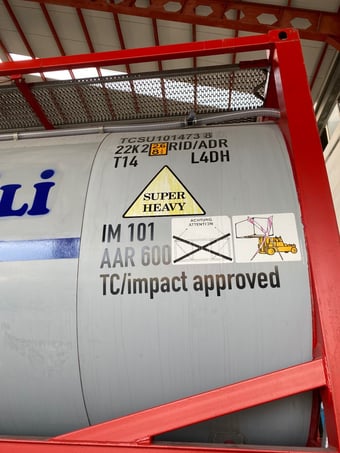 Li
TCSU101473 8
22K2 RID/ADR
T14 L4DH
SUPER
HEAVY
ACHTUNG
ATTENTION
IM 101
AAR 600
TC/impact approved